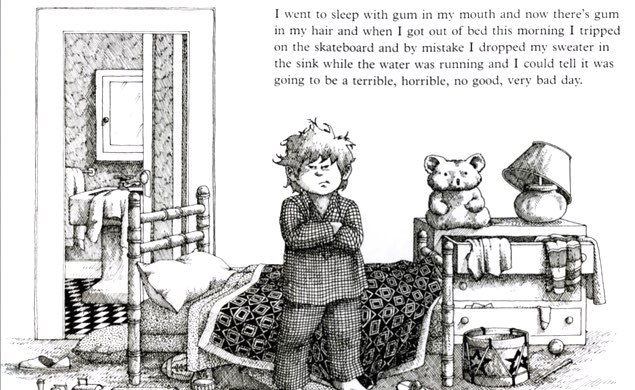 I went to sleep with gum in my mouth and now there's gum
in my hair and when I got out of bed this morning I tripped
on the skateboard and by mistake I dropped my sweater in
the sink while the water was running and I could tell it was
going to be a terrible, horrible, no good, very bad day.